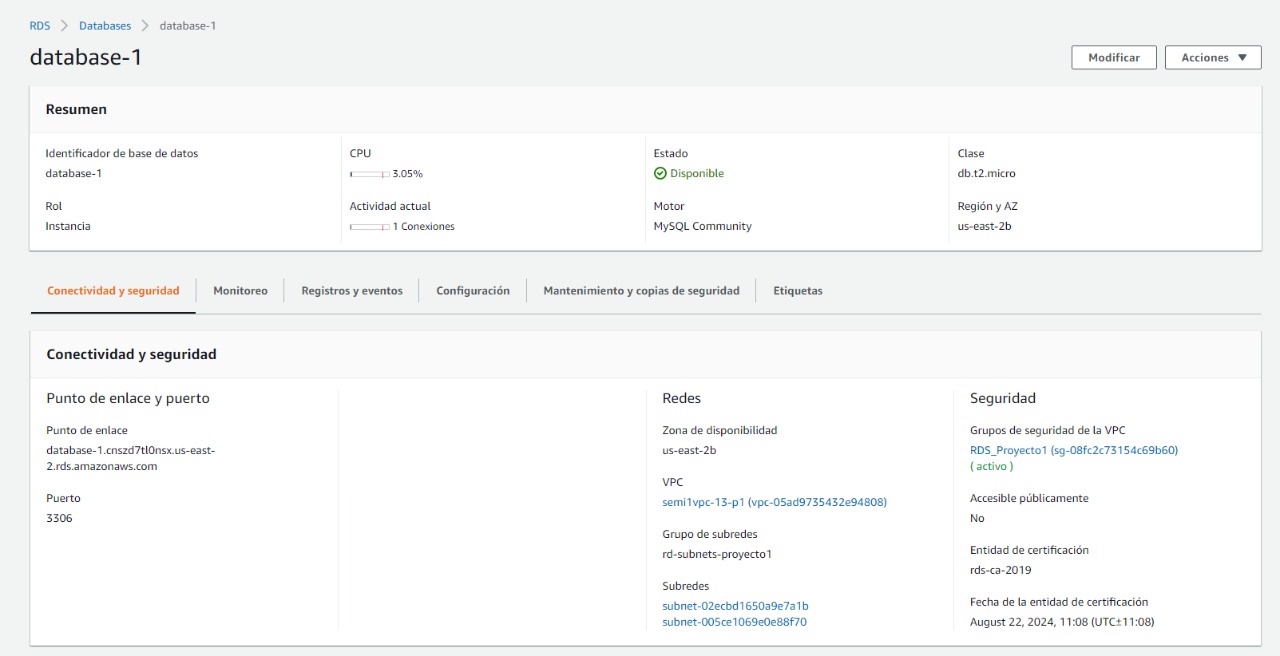 RDS > Databases > database-1
database-1
Modificar
Acciones ▼
Resumen
Identificador de base de datos
database-1
CPU
3.05%
Estado
Disponible
Clase
db.t2.micro
Rol
Instancia
Actividad actual
1 Conexiones
Motor
MySQL Community
Región y AZ
us-east-2b
Conectividad y seguridad
Monitoreo
Registros y eventos
Configuración
Mantenimiento y copias de seguridad
Etiquetas
Conectividad y seguridad
Punto de enlace y puerto
Punto de enlace
database-1.cnszd7tl0nsx.us-east-
2.rds.amazonaws.com
Puerto
3306
Redes
Zona de disponibilidad
us-east-2b
VPC
semi1vpc-13-p1 (vpc-05ad9735432e94808)
Grupo de subredes
rd-subnets-proyecto1
Subredes
subnet-02ecbd1650a9e7a1b
subnet-005ce1069e0e88f70
Seguridad
Grupos de seguridad de la VPC
RDS_Proyecto1 (sg-08fc2c73154c69b60)
( activo )
Accesible públicamente
No
Entidad de certificación
rds-ca-2019
Fecha de la entidad de certificación
August 22, 2024, 11:08 (UTC±11:08)